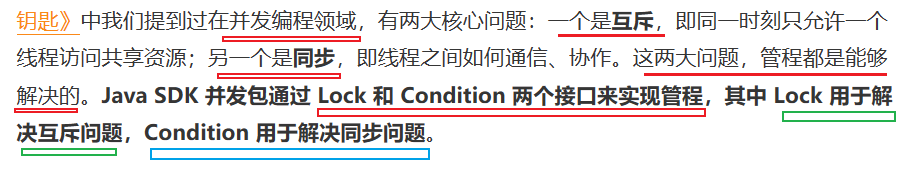 钥匙》中我们提到过在并发编程领域，有两大核心问题：一个是互斥，即同一时刻只允许一个
线程访问共享资源；另一个是同步，即线程之间如何通信、协作。这两大问题，管程都是能够
解决的。Java SDK 并发包通过 Lock 和 Condition 两个接口来实现管程，其中 Lock 用于解
决互斥问题，Condition 用于解决同步问题。